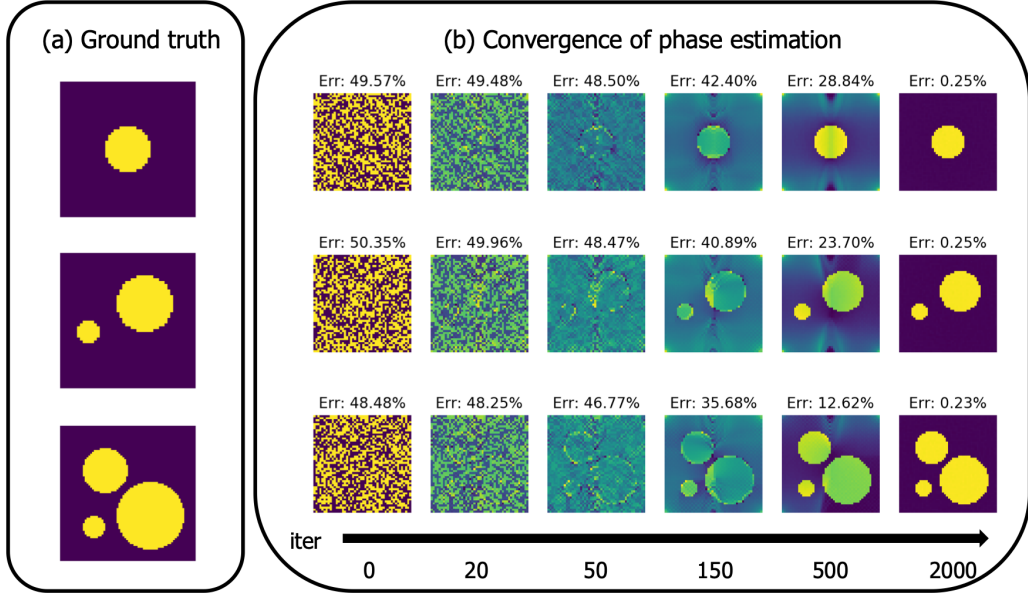 (a) Ground truth
(b) Convergence of phase estimation
Err: 49.57% Err: 49.48% Err: 48.50% Err: 42.40% Err: 28.84% Err: 0.25%
Err: 50.35% Err: 49.96% Err: 48.47% Err: 40.89% Err: 23.70% Err: 0.25%
Err: 48.48% Err: 48.25% Err: 46.77% Err: 35.68% Err: 12.62% Err: 0.23%
iter
0 20 50 150 500 2000